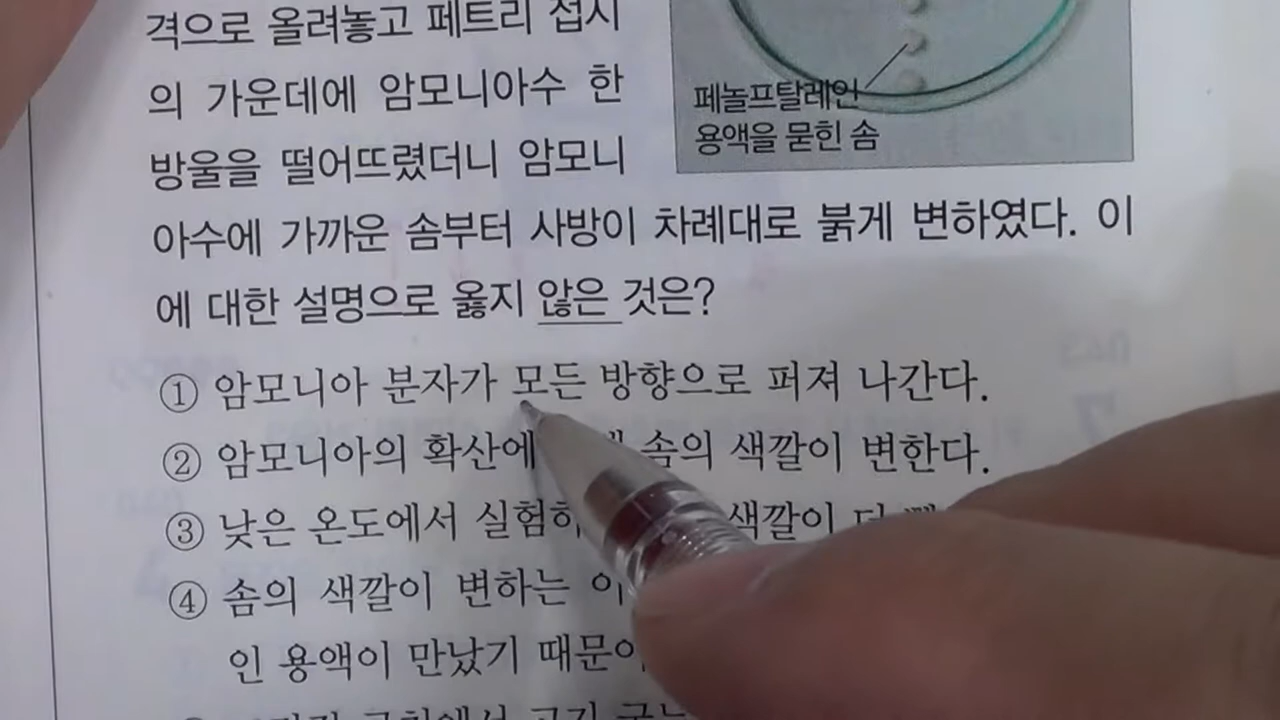 격으로 올려놓고 페트리 접시
의 가운데에 암모니아수 한
방울을 떨어뜨렸더니 암모니
아수에 가까운 솜부터 사방이 차례대로 붉게 변하였다. 이
에 대한 설명으로 옳지 않은 것은?
페놀프탈레인
용액을 묻힌 솜
① 암모니아 분자가 모든 방향으로 퍼져 나간다.
② 암모니아의 확산에 솜의 색깔이 변한다.
③ 낮은 온도에서 색깔이 더
④ 솜의 색깔이 변하는
인 용액이 만났기